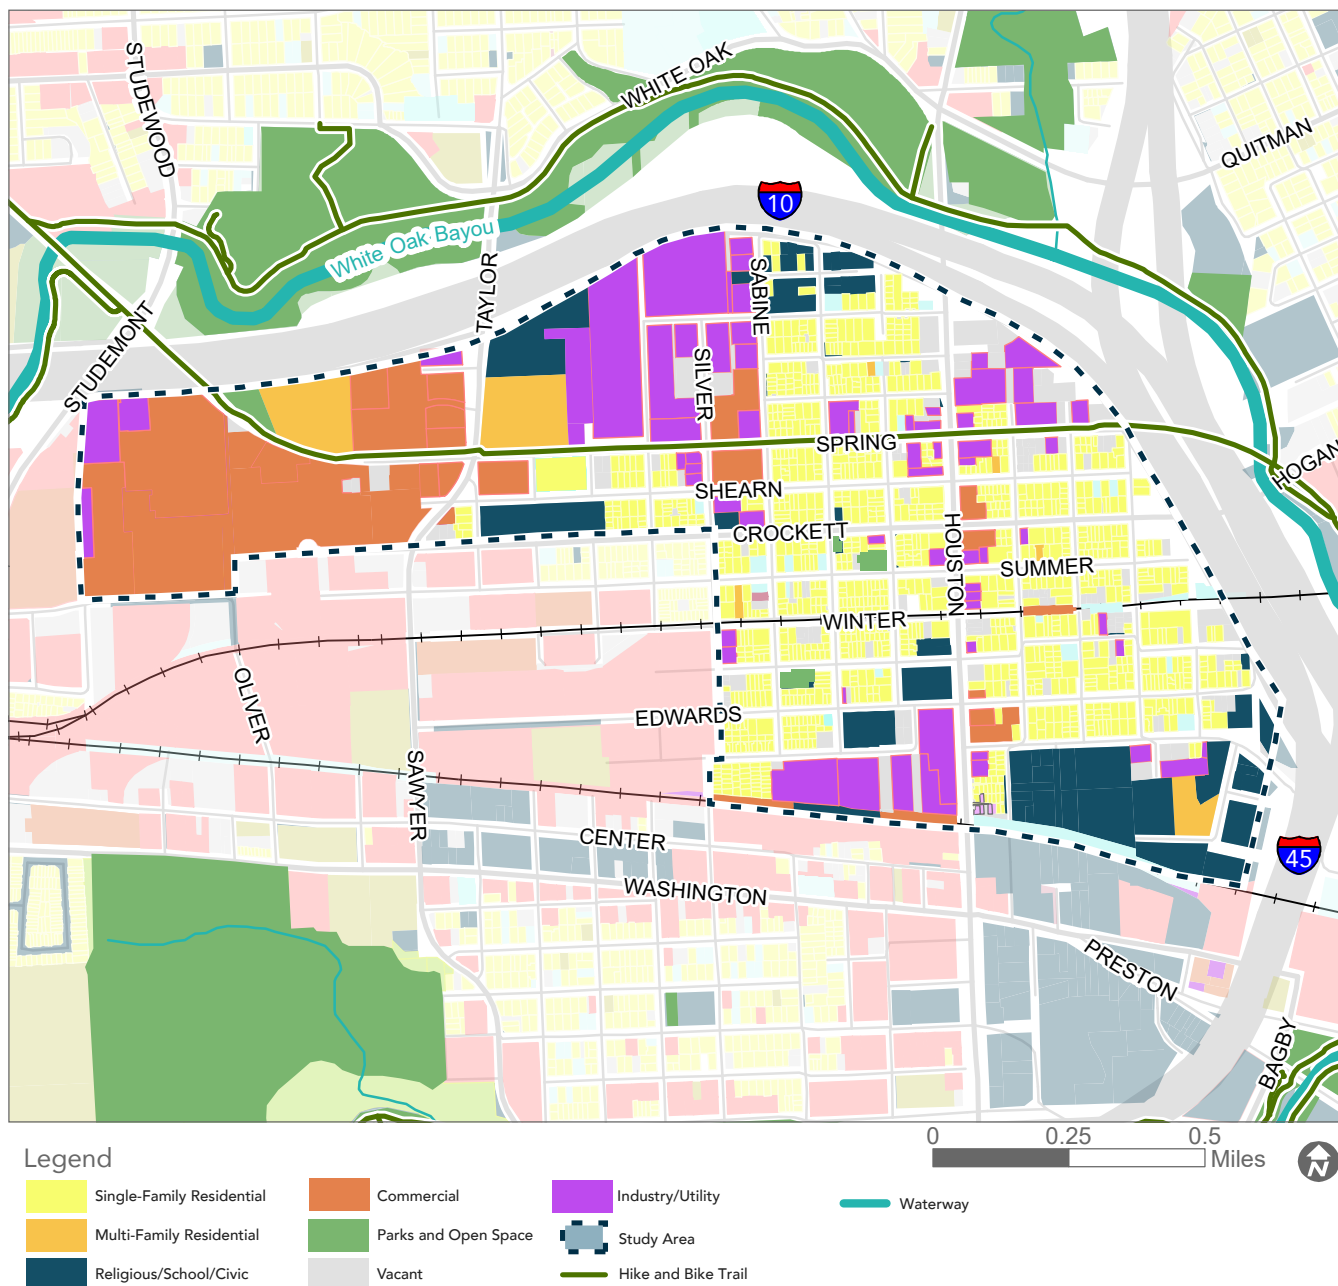 STUDEWOOD
WHITE OAK
QUITMAN
10
White Oak Bayou
TAYLOR
SABINE
STUDEMONT
SILVER
SPRING
HOGAN
SHEARN
CROCKETT
HOUSTON
SUMMER
WINTER
OLIVER
EDWARDS
SAWYER
CENTER
45
WASHINGTON
PRESTON
BAGBY
0 0.25 0.5
Miles
N
Legend
Single-Family Residential
Commercial
Industry/Utility
Waterway
Multi-Family Residential
Parks and Open Space
Study Area
Religious/School/Civic
Vacant
Hike and Bike Trail